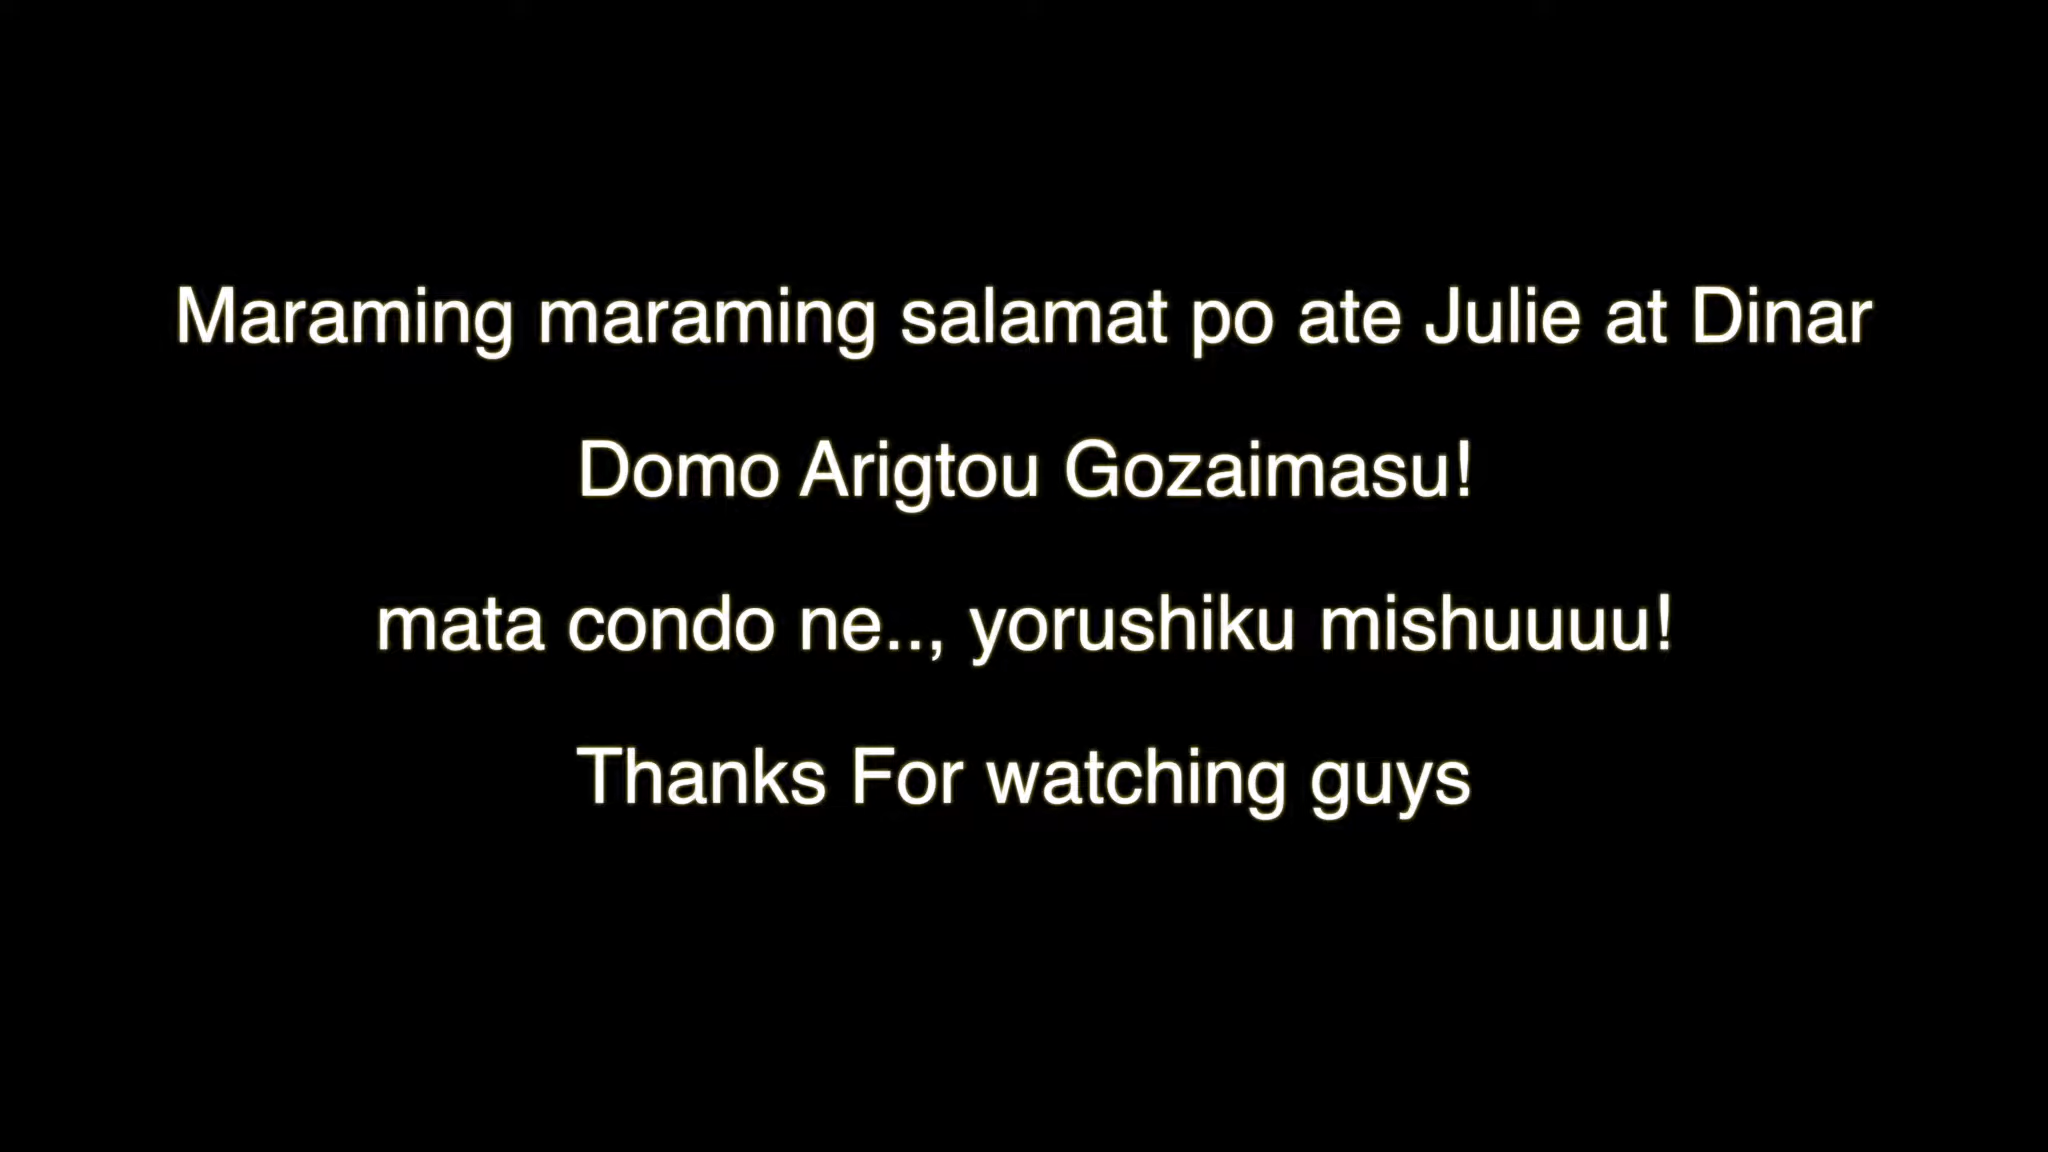 Maraming maraming salamat po ate Julie at Dinar
Domo Arigtou Gozaimasu!
mata condo ne.., yorushiku mishuuuu!
Thanks For watching guys